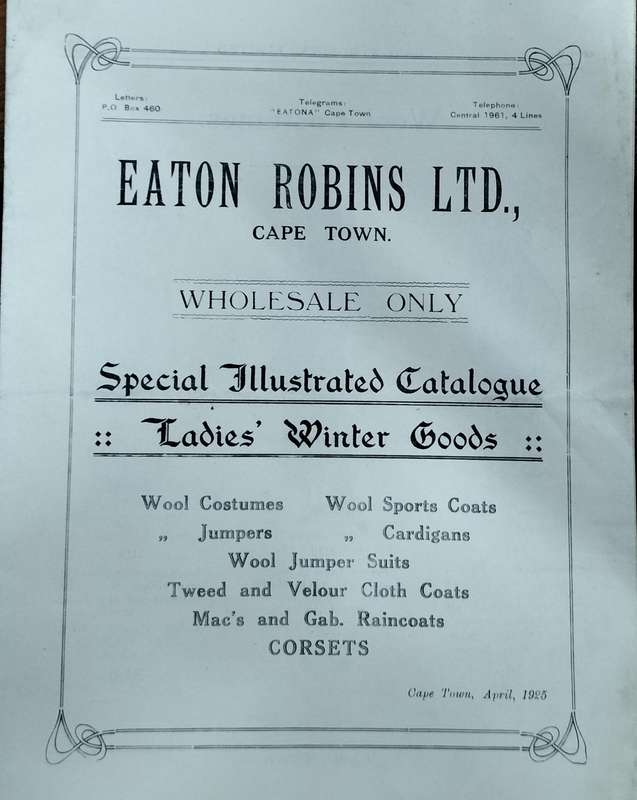 Letters: Telegrams: Telephone:
P.O. Box 460 "EATONA" Cape Town Central 1961, 4 Lines
EATON ROBINS LTD.,
CAPE TOWN.
WHOLESALE ONLY
Special Illustrated Catalogue
:: Ladies' Winter Goods ::
Wool Costumes Wool Sports Coats
„ Jumpers „ Cardigans
Wool Jumper Suits
Tweed and Velour Cloth Coats
Mac's and Gab. Raincoats
CORSETS
Cape Town, April, 1925